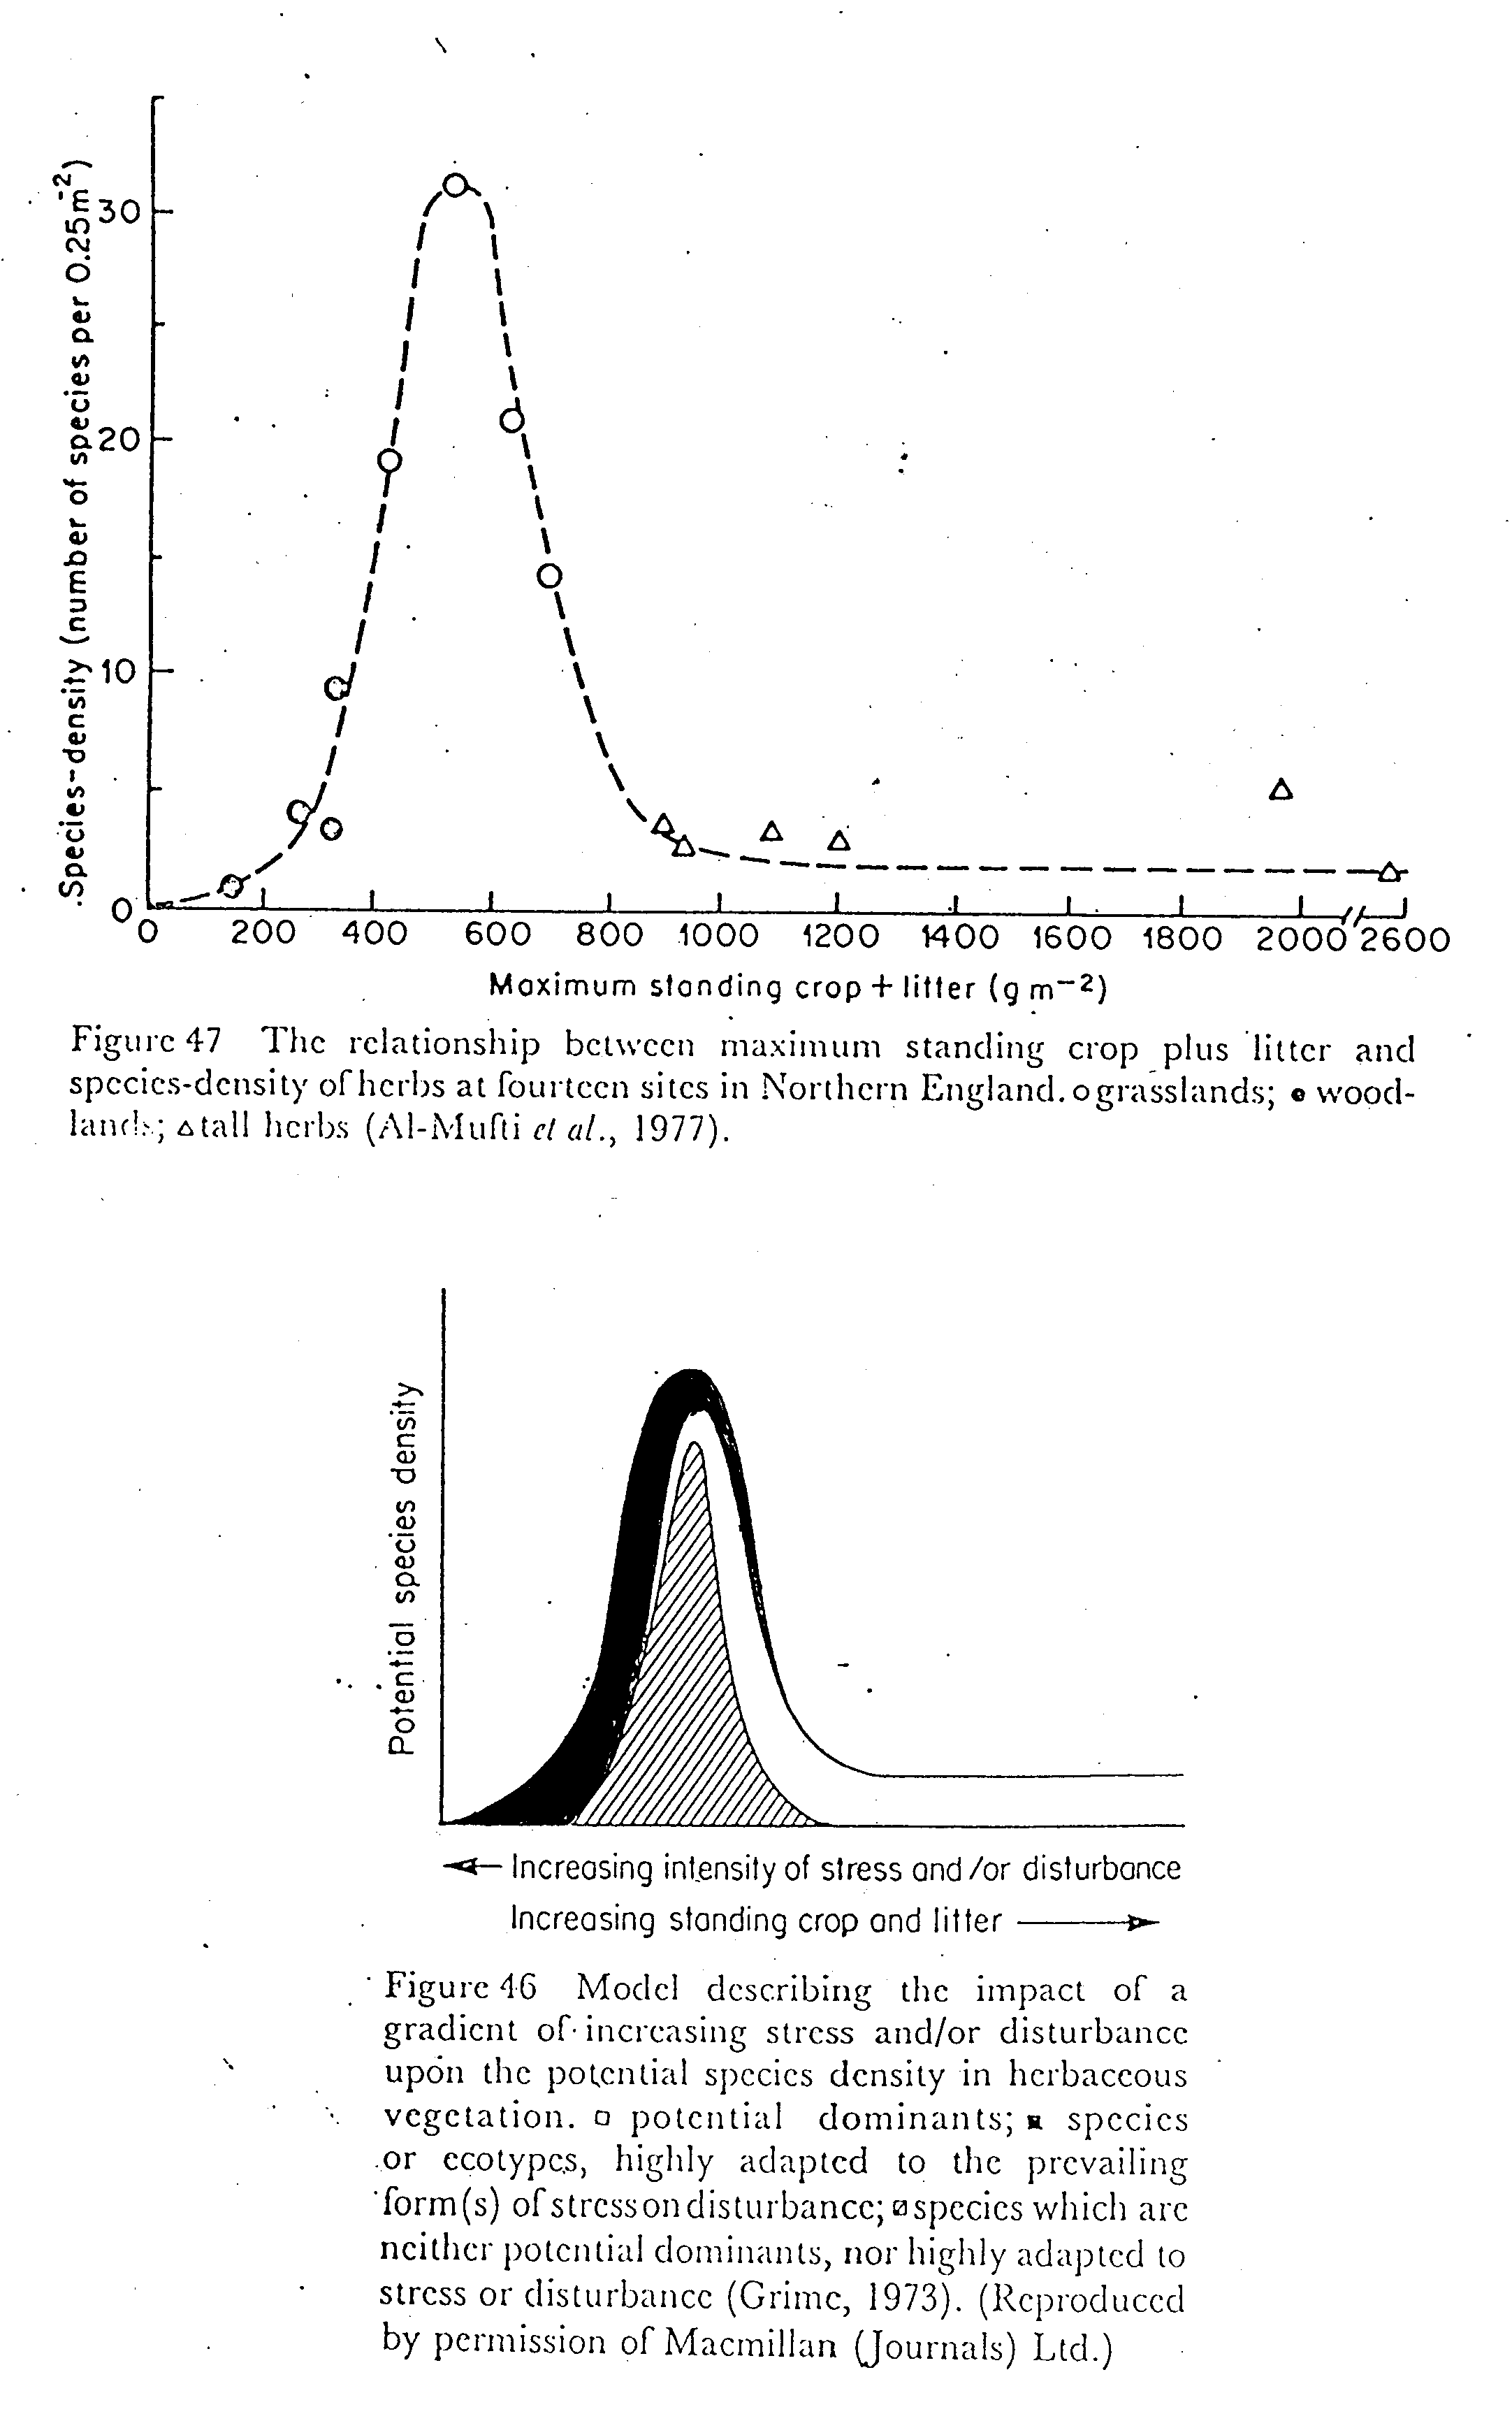 Species-density (number of species per 0.25m⁻²)
30
20
10
0
0 200 400 600 800 1000 1200 1400 1600 1800 2000 2600
Maximum standing crop + litter (g m⁻²)
Figure 47 The relationship between maximum standing crop plus litter and
species-density of herbs at fourteen sites in Northern England. o grasslands; ● wood-
lands; △ tall herbs (Al-Mufti et al., 1977).
Potential species density
Increasing intensity of stress and/or disturbance
Increasing standing crop and litter
Figure 46 Model describing the impact of a
gradient of increasing stress and/or disturbance
upon the potential species density in herbaceous
vegetation. □ potential dominants; ■ species
or ecotypes, highly adapted to the prevailing
form(s) of stress on disturbance; ▨ species which are
neither potential dominants, nor highly adapted to
stress or disturbance (Grime, 1973). (Reproduced
by permission of Macmillan (Journals) Ltd.)